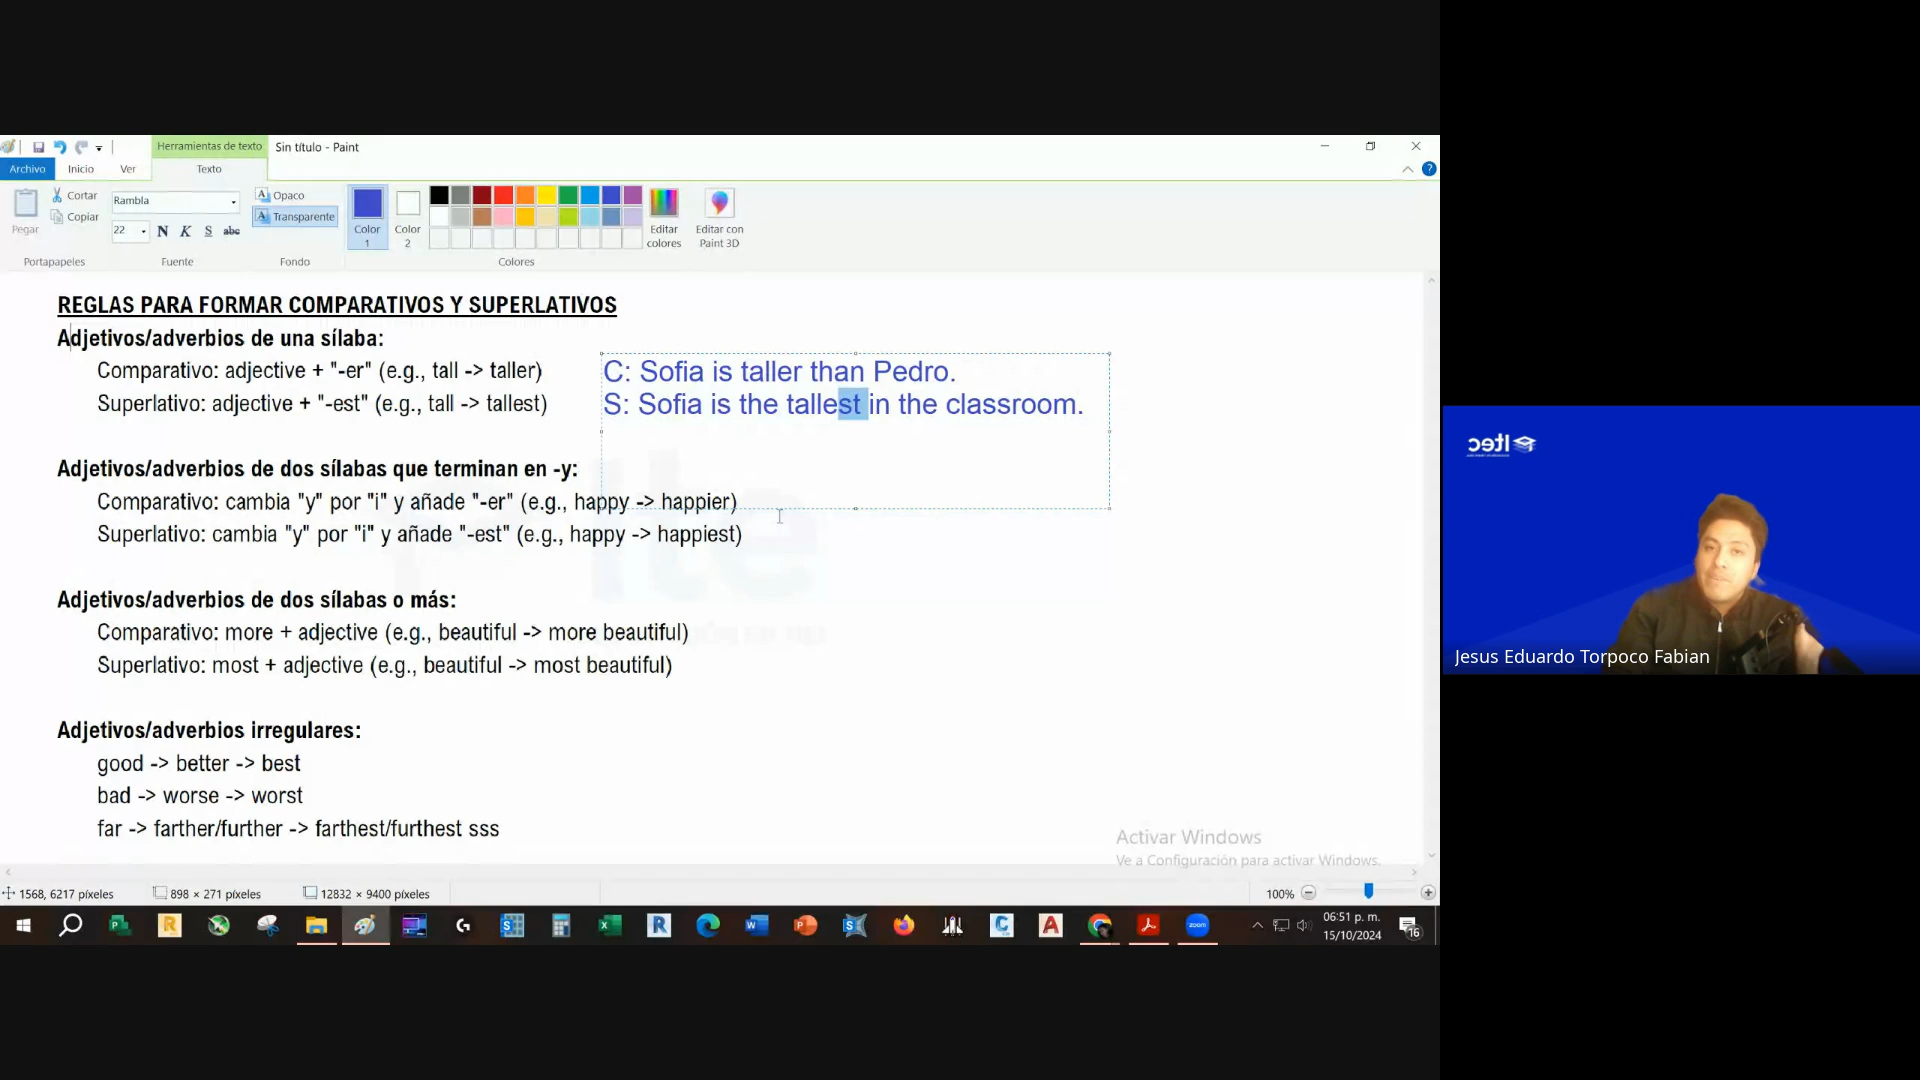 Herramientas de texto
Sin título - Paint
Archivo
Inicio
Ver
Texto
Pegar
Cortar
Copiar
Portapapeles
Rambla
22
N K S abc
Fuente
Opaco
Transparente
Fondo
Color
1
Color
2
Colores
Editar
colores
Editar con
Paint 3D
REGLAS PARA FORMAR COMPARATIVOS Y SUPERLATIVOS
Adjetivos/adverbios de una sílaba:
Comparativo: adjective + "-er" (e.g., tall -> taller)
Superlativo: adjective + "-est" (e.g., tall -> tallest)
C: Sofia is taller than Pedro.
S: Sofia is the tallest in the classroom.
Adjetivos/adverbios de dos sílabas que terminan en -y:
Comparativo: cambia "y" por "i" y añade "-er" (e.g., happy -> happier)
Superlativo: cambia "y" por "i" y añade "-est" (e.g., happy -> happiest)
Adjetivos/adverbios de dos sílabas o más:
Comparativo: more + adjective (e.g., beautiful -> more beautiful)
Superlativo: most + adjective (e.g., beautiful -> most beautiful)
Adjetivos/adverbios irregulares:
good -> better -> best
bad -> worse -> worst
far -> farther/further -> farthest/furthest sss
ite
Activar Windows
Ve a Configuración para activar Windows.
1568, 6217 píxeles
898 × 271 píxeles
12832 × 9400 píxeles
100%
06:51 p. m.
15/10/2024
16
zoom
Itec
Jesus Eduardo Torpoco Fabian